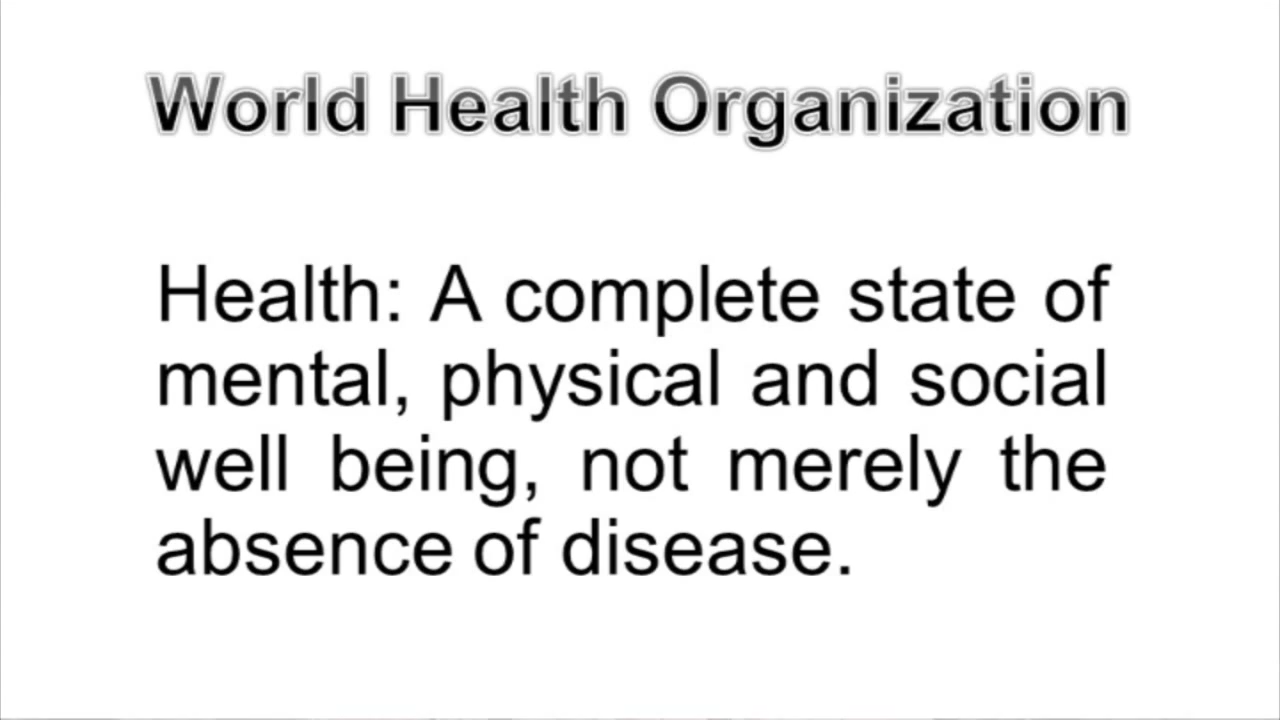 World Health Organization
Health: A complete state of
mental, physical and social
well being, not merely the
absence of disease.